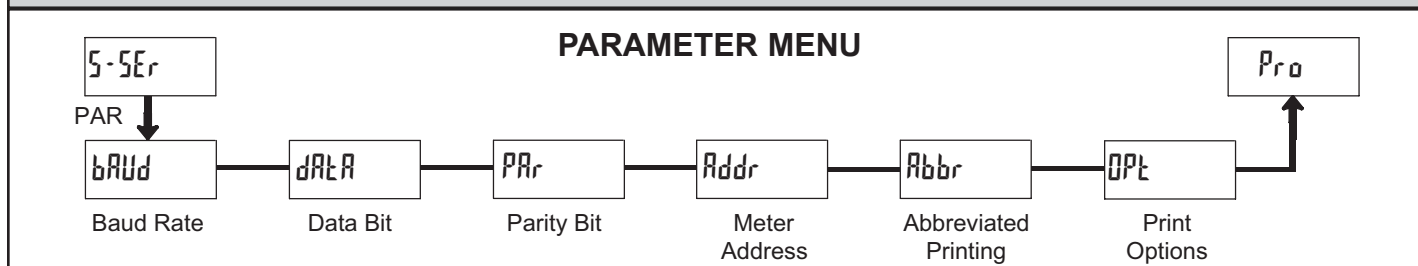 PARAMETER MENU
5-SEr
Pro
PAR
bAUd
dAtA
PAr
Addr
Abbr
OPt
Baud Rate
Data Bit
Parity Bit
Meter
Address
Abbreviated
Printing
Print
Options